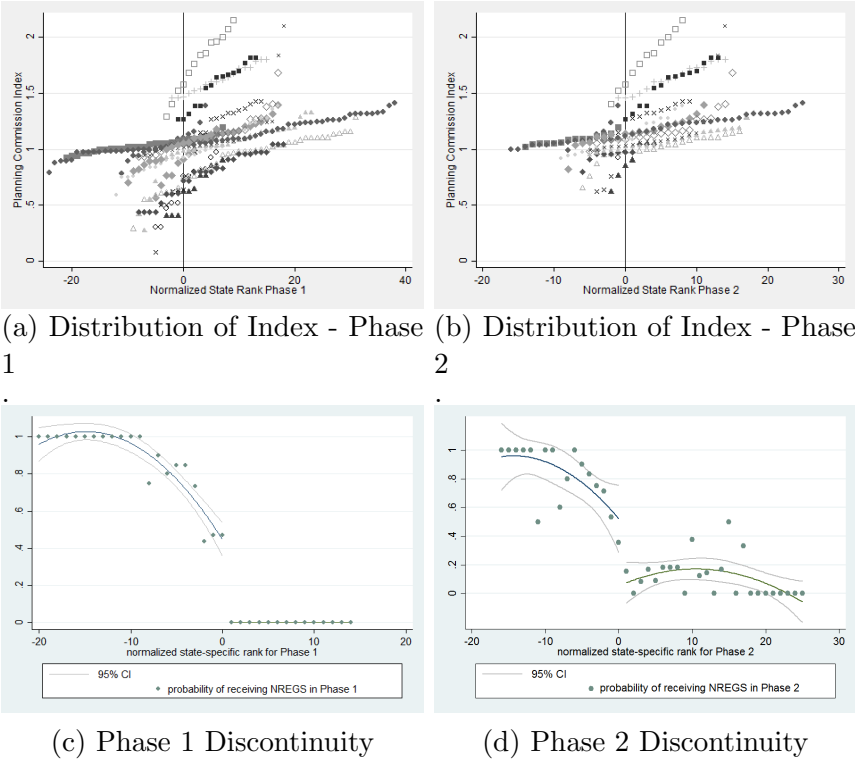 Planning Commission Index
0 .5 1 1.5 2
-20 0 20 40
Normalized State Rank Phase 1
Planning Commission Index
0 .5 1 1.5 2
-20 -10 0 10 20 30
Normalized State Rank Phase 2
(a) Distribution of Index - Phase
1
.
(b) Distribution of Index - Phase
2
.
0 .2 .4 .6 .8 1
-20 -10 0 10 20
normalized state-specific rank for Phase 1
95% CI
probability of receiving NREGS in Phase 1
0 .2 .4 .6 .8 1
-20 -10 0 10 20 30
normalized state-specific rank for Phase 2
95% CI
probability of receiving NREGS in Phase 2
(c) Phase 1 Discontinuity
(d) Phase 2 Discontinuity